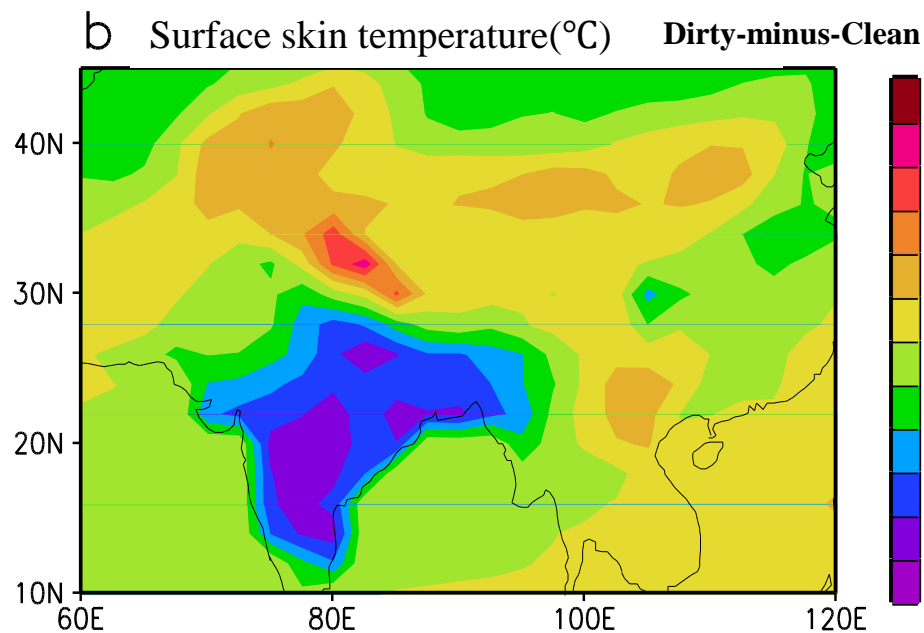 b Surface skin temperature(°C) Dirty-minus-Clean
40N
30N
20N
10N
60E 80E 100E 120E